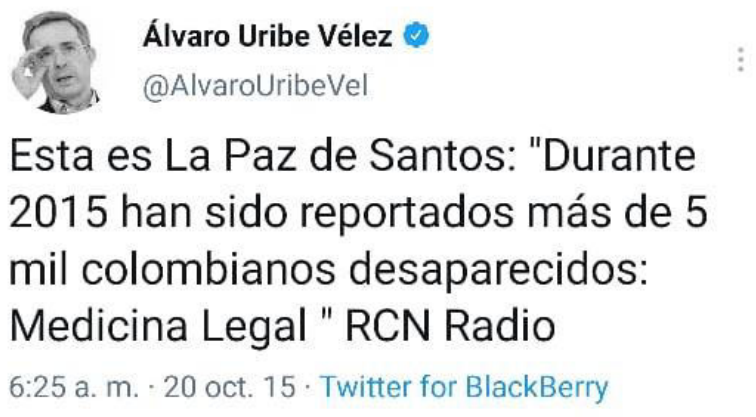 Álvaro Uribe Vélez
@AlvaroUribeVel
Esta es La Paz de Santos: "Durante
2015 han sido reportados más de 5
mil colombianos desaparecidos:
Medicina Legal " RCN Radio
6:25 a. m. · 20 oct. 15 · Twitter for BlackBerry